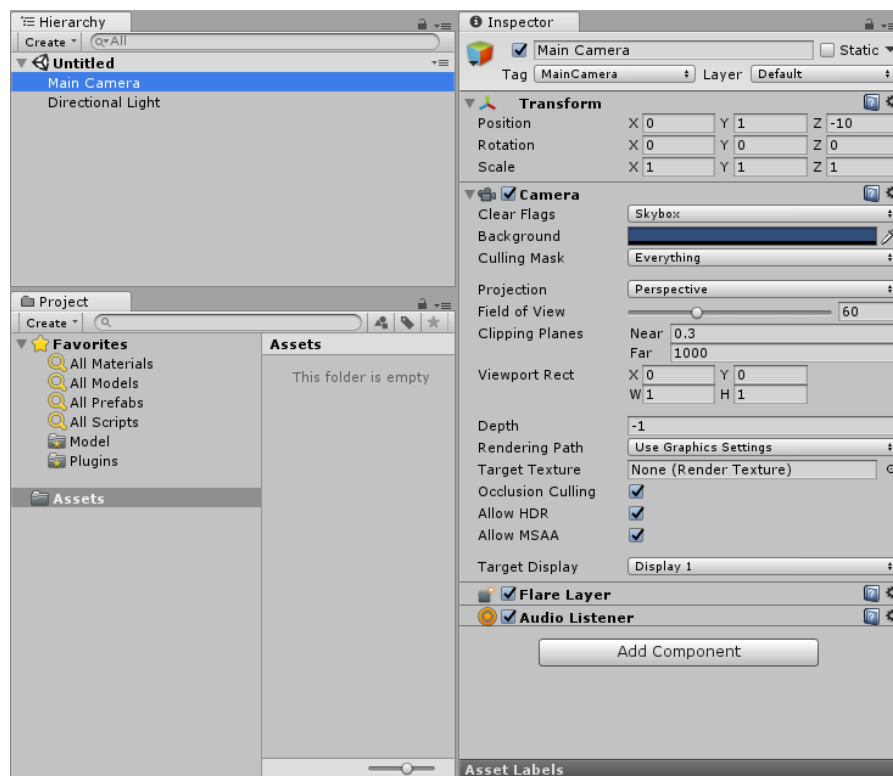 Hierarchy
Create All
Untitled
Main Camera
Directional Light
Project
Create
Favorites
All Materials
All Models
All Prefabs
All Scripts
Model
Plugins
Assets
Assets
This folder is empty
Inspector
Main Camera Static
Tag MainCamera Layer Default
Transform
Position X 0 Y 1 Z -10
Rotation X 0 Y 0 Z 0
Scale X 1 Y 1 Z 1
Camera
Clear Flags Skybox
Background
Culling Mask Everything
Projection Perspective
Field of View 60
Clipping Planes Near 0.3
Far 1000
Viewport Rect X 0 Y 0
W 1 H 1
Depth -1
Rendering Path Use Graphics Settings
Target Texture None (Render Texture)
Occlusion Culling
Allow HDR
Allow MSAA
Target Display Display 1
Flare Layer
Audio Listener
Add Component
Asset Labels